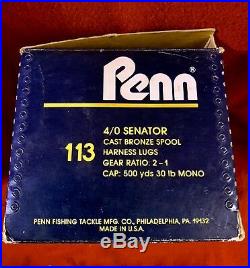 Penn®
4/0 SENATOR
CAST BRONZE SPOOL
113
HARNESS LUGS
GEAR RATIO: 2-1
CAP: 500 yds 30 lb MONO
PENN FISHING TACKLE MFG. CO., PHILADELPHIA, PA. 19132
MADE IN U.S.A.